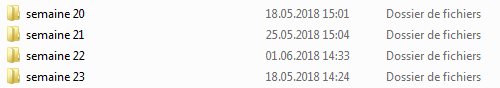 semaine 20 18.05.2018 15:01 Dossier de fichiers
semaine 21 25.05.2018 15:04 Dossier de fichiers
semaine 22 01.06.2018 14:33 Dossier de fichiers
semaine 23 18.05.2018 14:24 Dossier de fichiers